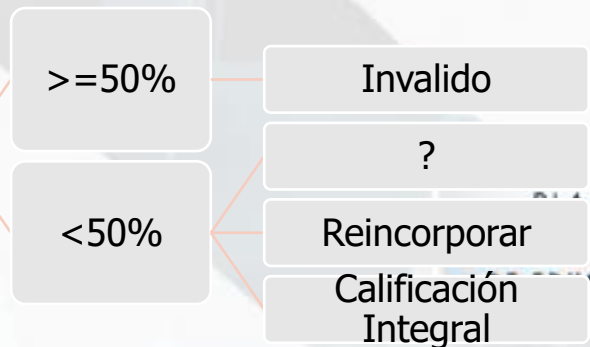 >=50%
Invalido
?
<50%
Reincorporar
Calificación
Integral